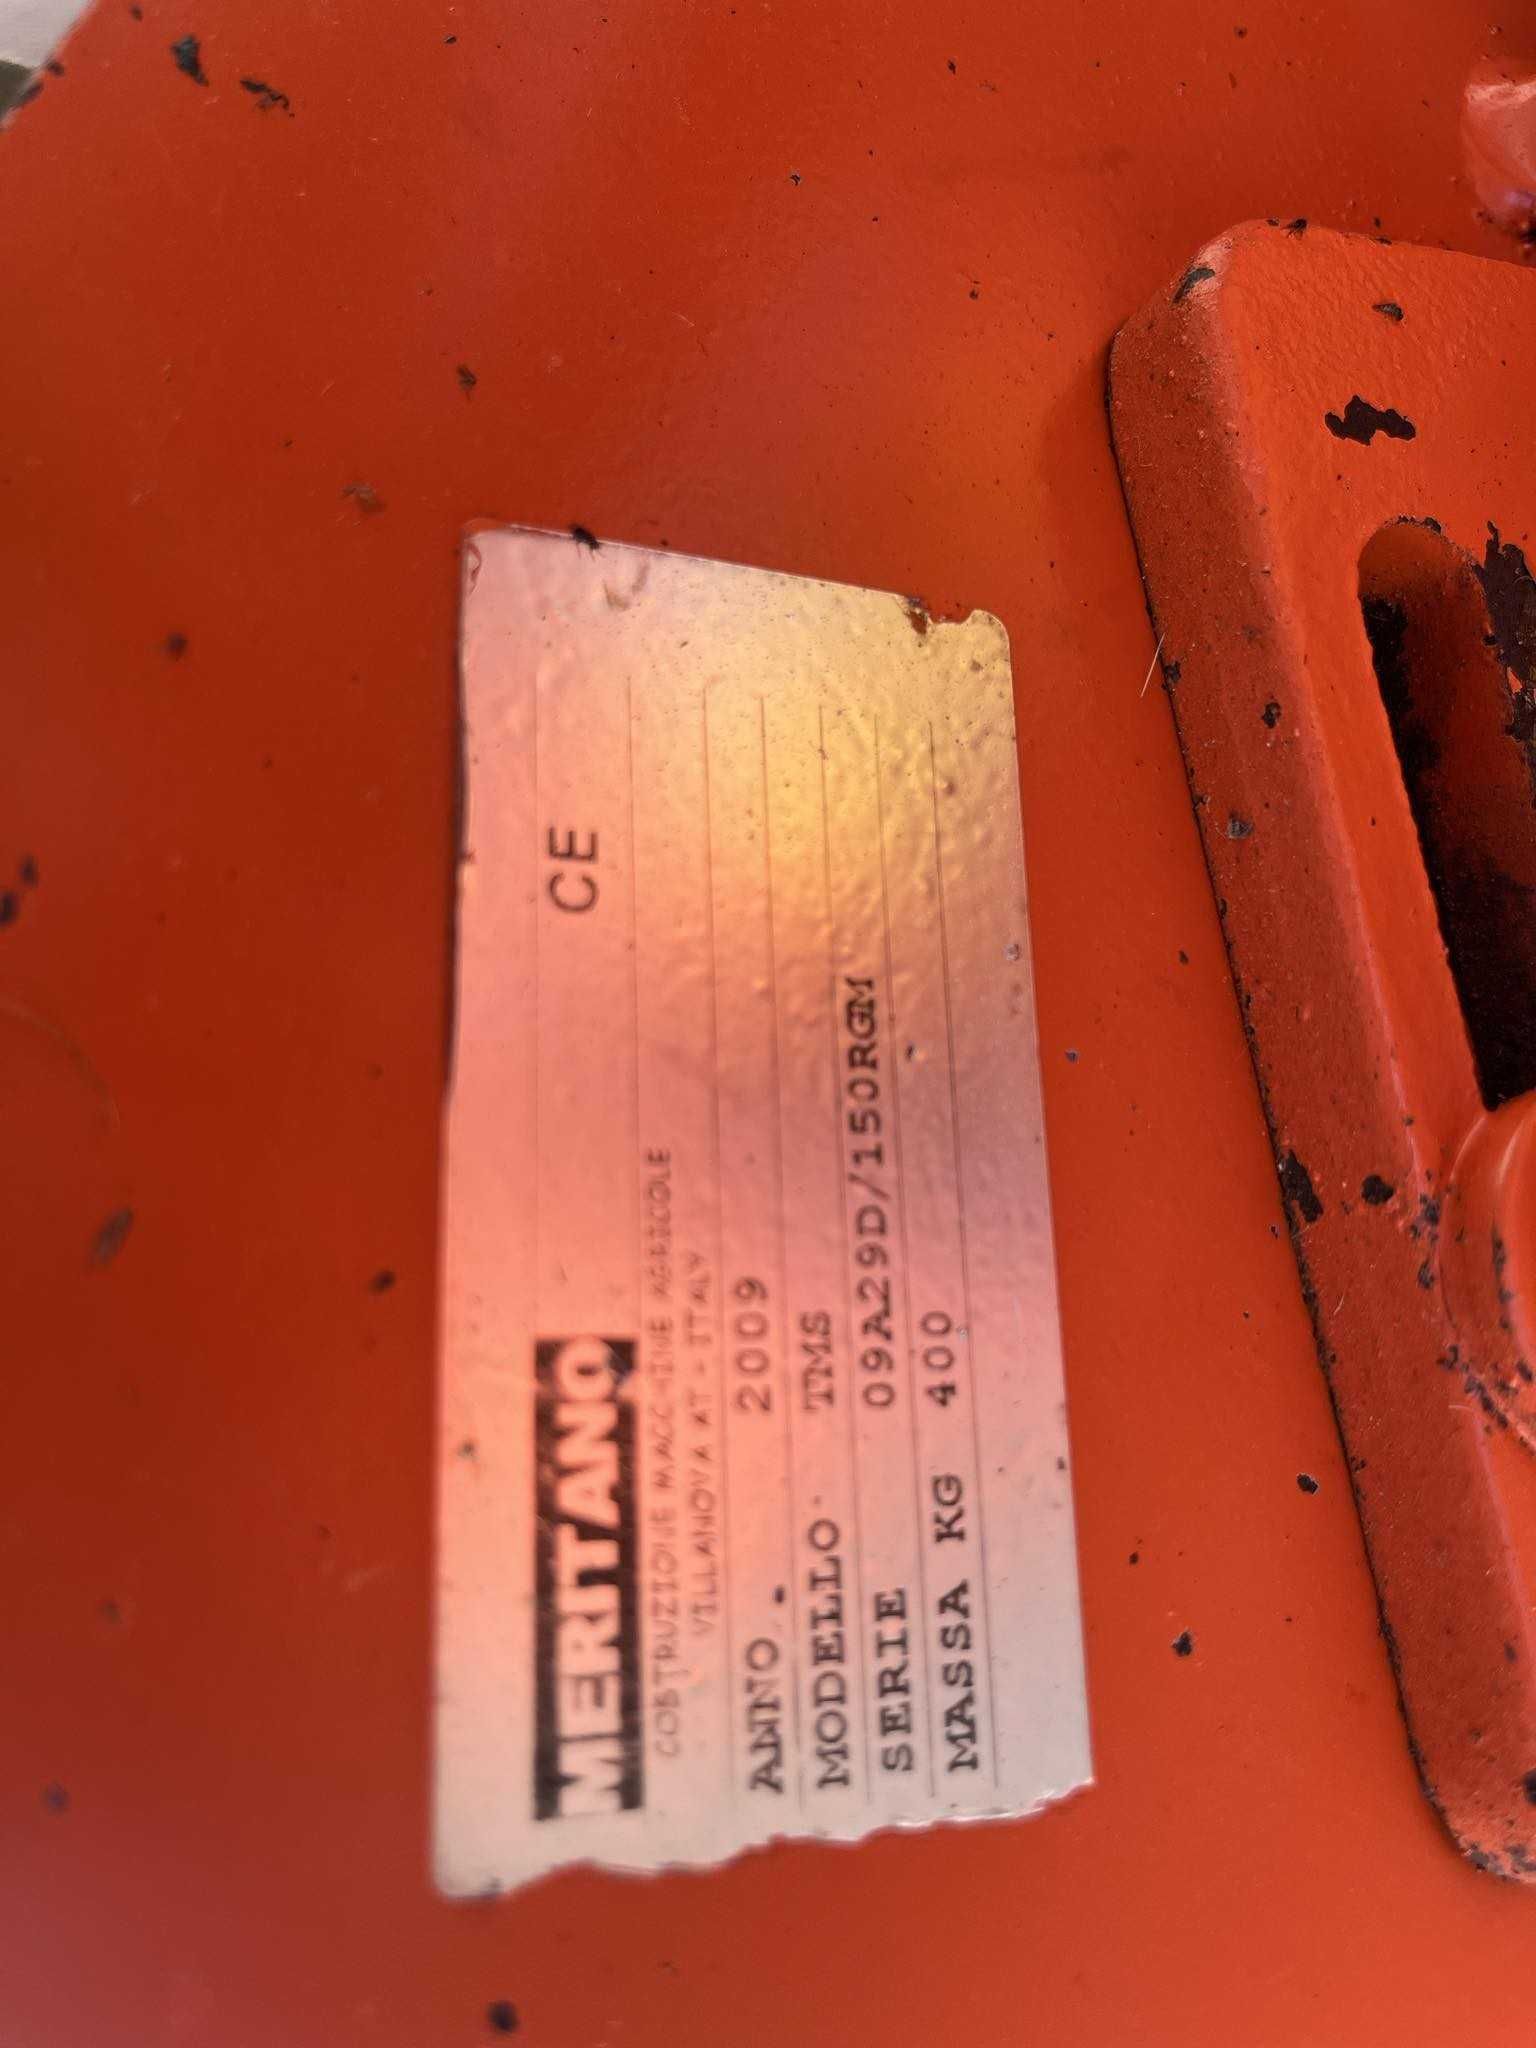 MERITANO CE
COSTRUZIONE MACCHINE AGRICOLE
VILLANOVA AT - ITALY
ANNO 2009
MODELLO TMS
SERIE 09A29D/150RGM
MASSA KG 400